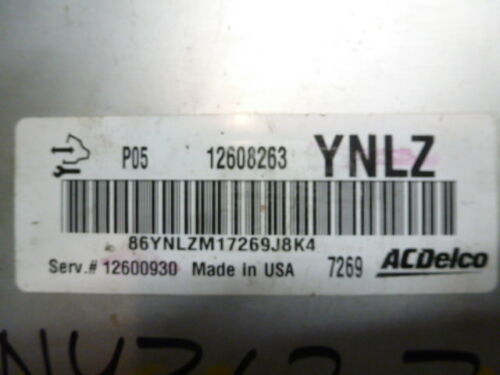 P05 12608263 YNLZ
86YNLZM17269J8K4
Serv.# 12600930 Made in USA 7269 ACDelco